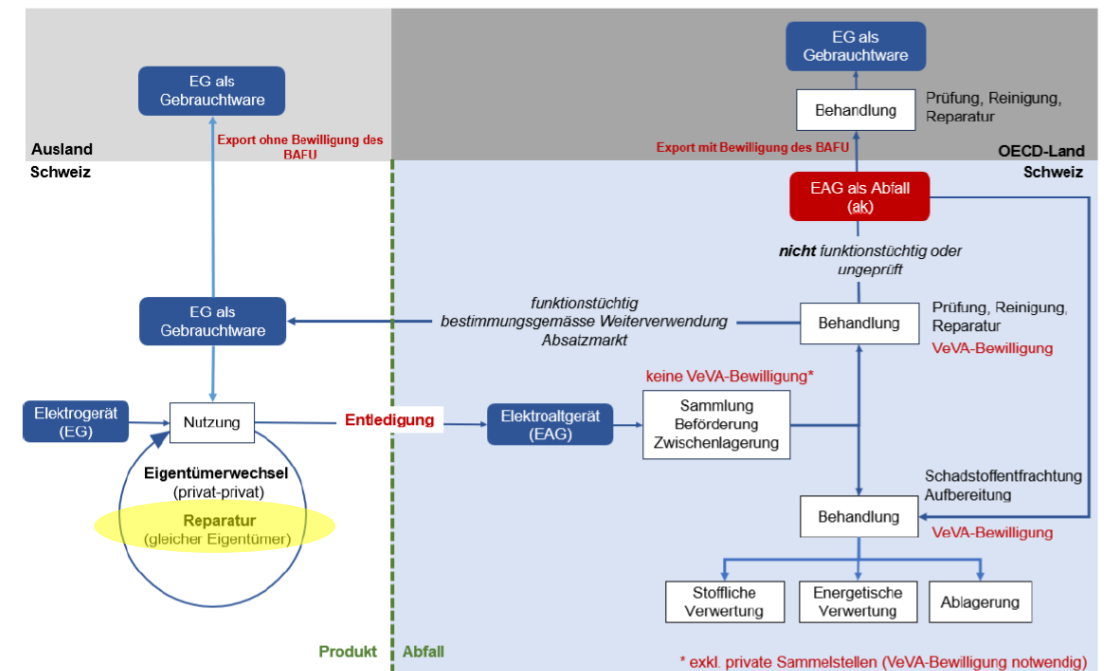 EG als
Gebrauchtware
Export ohne Bewilligung des
BAFU
Ausland
Schweiz
EG als
Gebrauchtware
Behandlung
Prüfung, Reinigung,
Reparatur
Export mit Bewilligung des BAFU
OECD-Land
Schweiz
EAG als Abfall
(ak)
nicht funktionstüchtig oder
ungeprüft
EG als
Gebrauchtware
funktionstüchtig
bestimmungsgemässe Weiterverwendung
Absatzmarkt
Behandlung
Prüfung, Reinigung,
Reparatur
VeVA-Bewilligung
keine VeVA-Bewilligung*
Elektrogerät
(EG)
Nutzung
Entledigung
Elektroaltgerät
(EAG)
Sammlung
Beförderung
Zwischenlagerung
Eigentümerwechsel
(privat-privat)
Reparatur
(gleicher Eigentümer)
Schadstoffentfrachtung
Aufbereitung
Behandlung
VeVA-Bewilligung
Stoffliche
Verwertung
Energetische
Verwertung
Ablagerung
Produkt
Abfall
* exkl. private Sammelstellen (VeVA-Bewilligung notwendig)